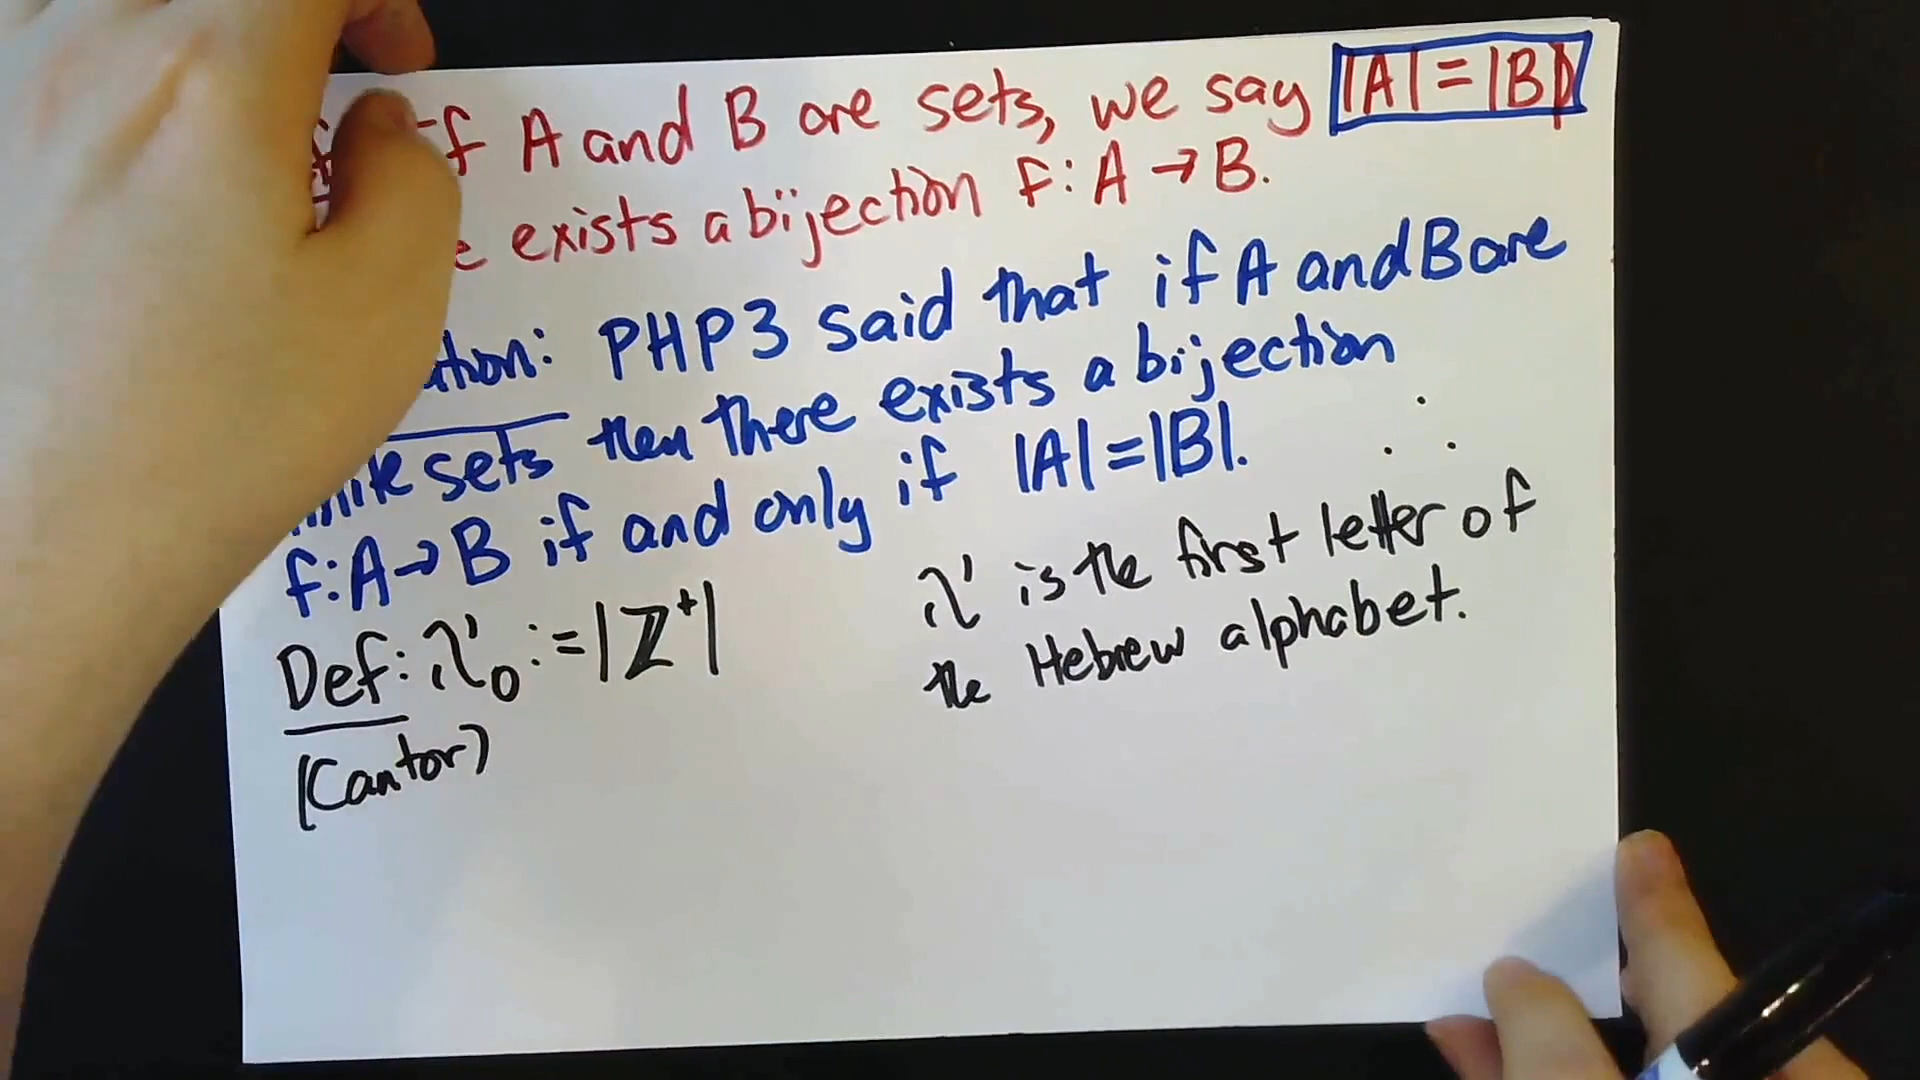 if A and B are sets, we say |A| = |B|
exists a bijection f: A → B.
PHP3 said that if A and B are
sets then there exists a bijection
f: A → B if and only if |A| = |B|.
ℵ is the first letter of
the Hebrew alphabet.
Def: ℵ₀ := |ℤ⁺|
(Cantor)